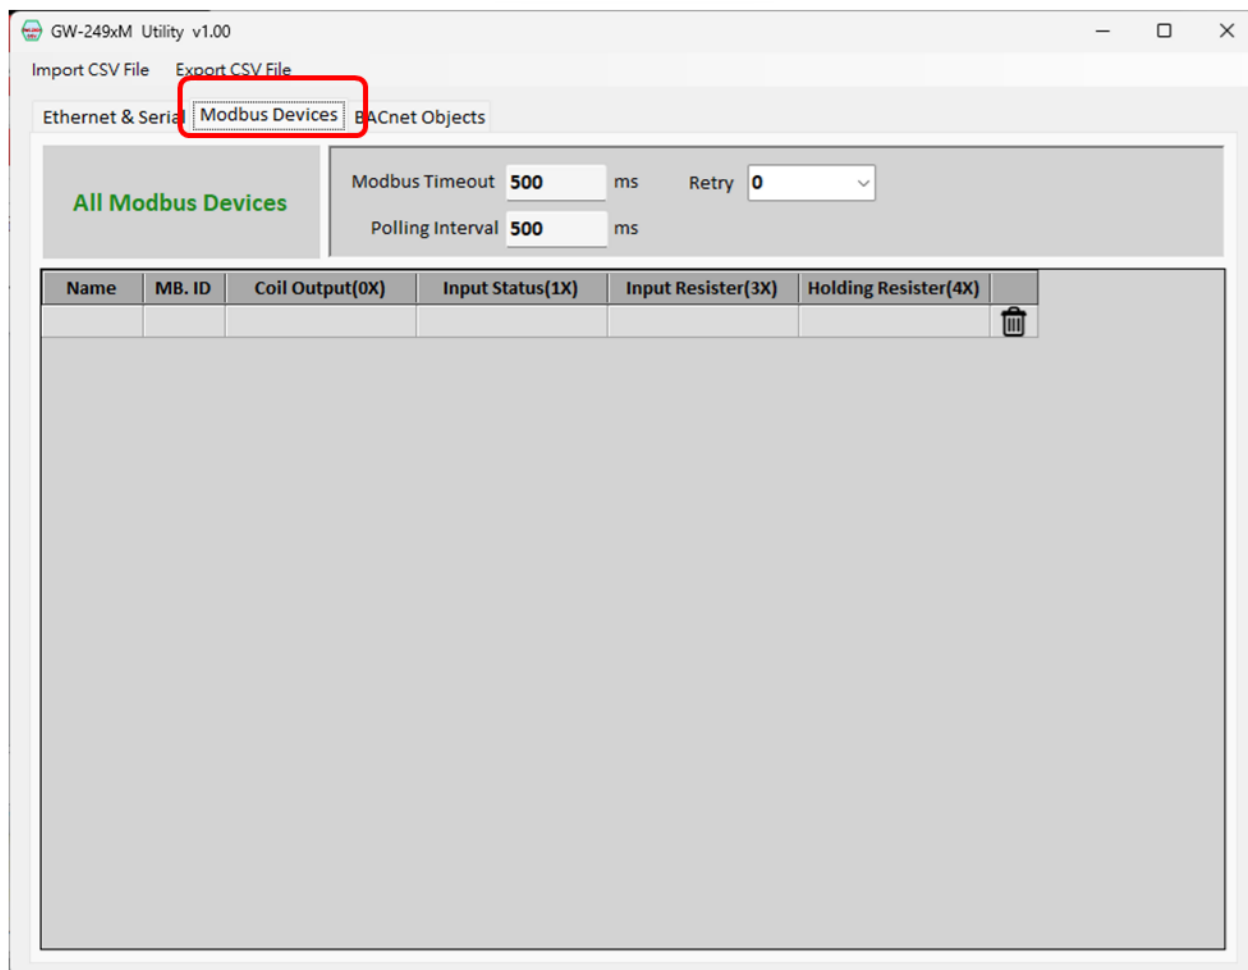 GW-249xM Utility v1.00
Import CSV File Export CSV File
Ethernet & Serial Modbus Devices BACnet Objects
All Modbus Devices
Modbus Timeout 500 ms Retry 0
Polling Interval 500 ms
Name MB. ID Coil Output(0X) Input Status(1X) Input Resister(3X) Holding Resister(4X)